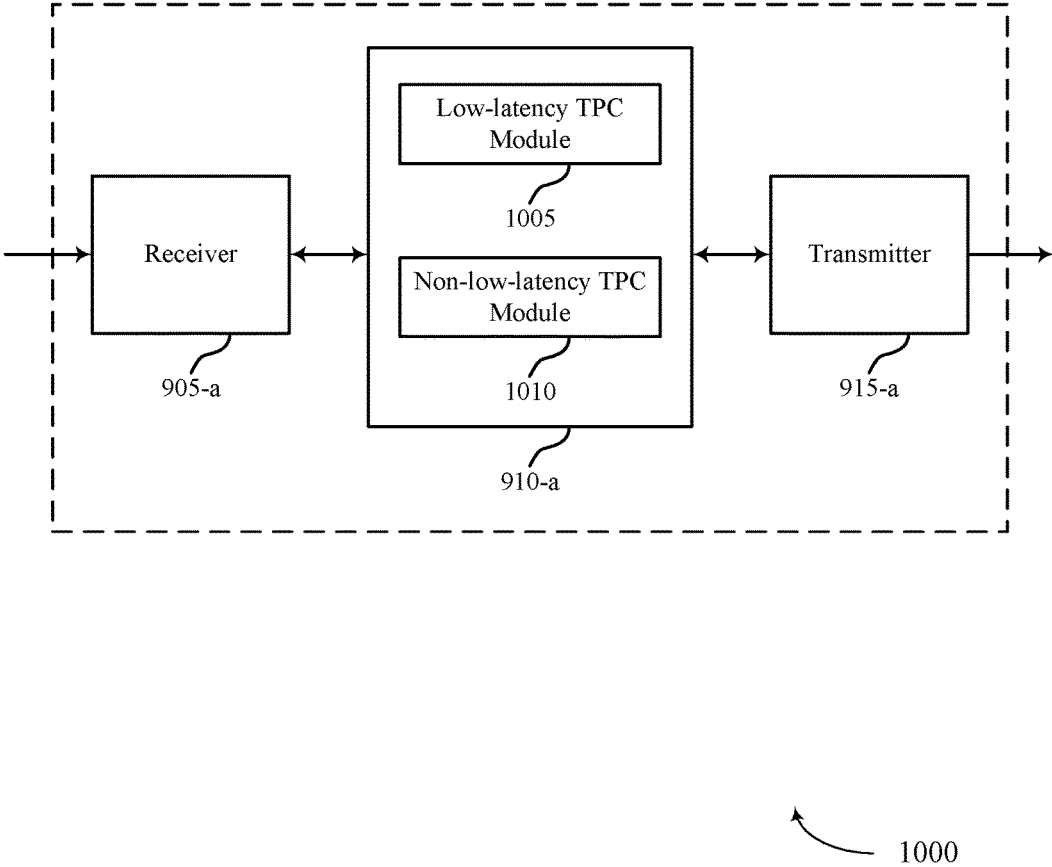 Low-latency TPC
Module
1005
Receiver
Transmitter
Non-low-latency TPC
Module
905-a
1010
915-a
910-a
1000